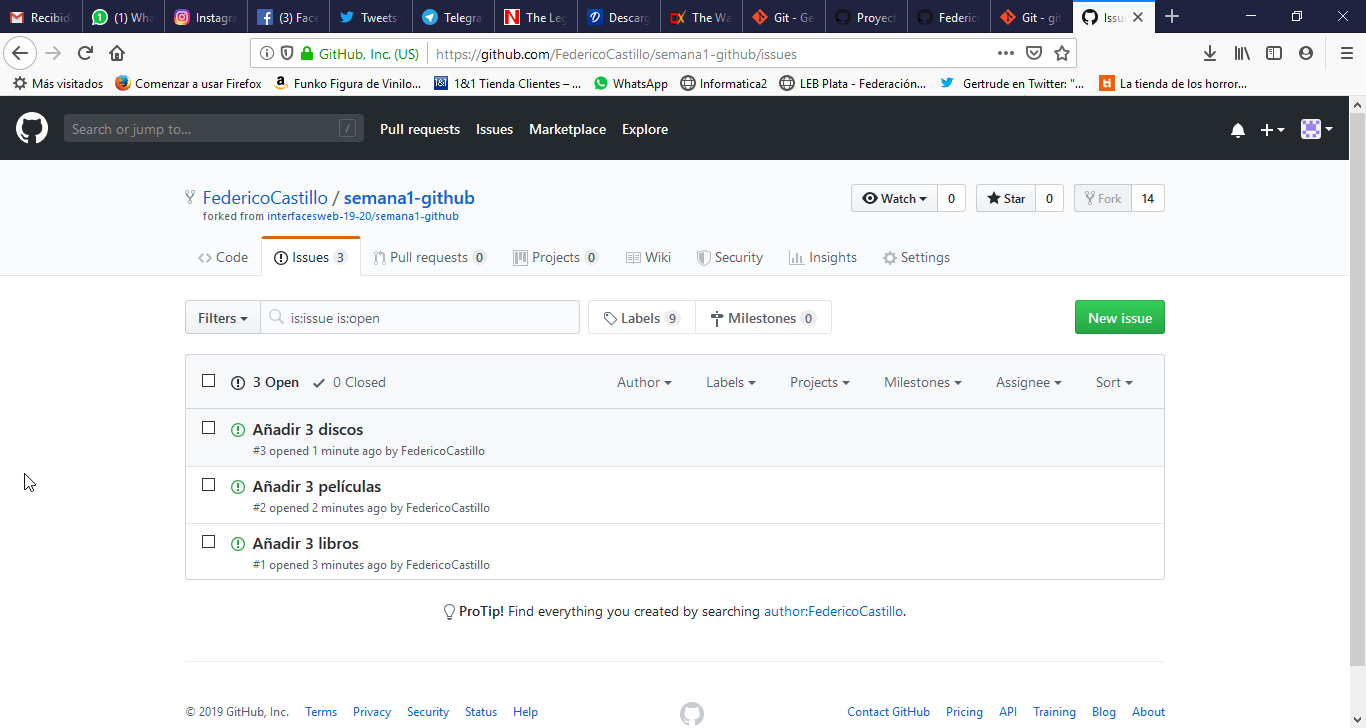 Recibid (1) Wha Instagra (3) Face Tweets Telegra The Leg Descarg The Wa Git - Ge Proyect Federic Git - git Issue
GitHub, Inc. (US) https://github.com/FedericoCastillo/semana1-github/issues
Más visitados Comenzar a usar Firefox Funko Figura de Vinilo... 1&1 Tienda Clientes – ... WhatsApp Informatica2 LEB Plata - Federación... Gertrude en Twitter: "... La tienda de los horror...
Search or jump to... / Pull requests Issues Marketplace Explore
FedericoCastillo / semana1-github Watch 0 Star 0 Fork 14
forked from interfacesweb-19-20/semana1-github
Code Issues 3 Pull requests 0 Projects 0 Wiki Security Insights Settings
Filters is:issue is:open Labels 9 Milestones 0 New issue
3 Open 0 Closed Author Labels Projects Milestones Assignee Sort
Añadir 3 discos
#3 opened 1 minute ago by FedericoCastillo
Añadir 3 películas
#2 opened 2 minutes ago by FedericoCastillo
Añadir 3 libros
#1 opened 3 minutes ago by FedericoCastillo
ProTip! Find everything you created by searching author:FedericoCastillo.
© 2019 GitHub, Inc. Terms Privacy Security Status Help Contact GitHub Pricing API Training Blog About